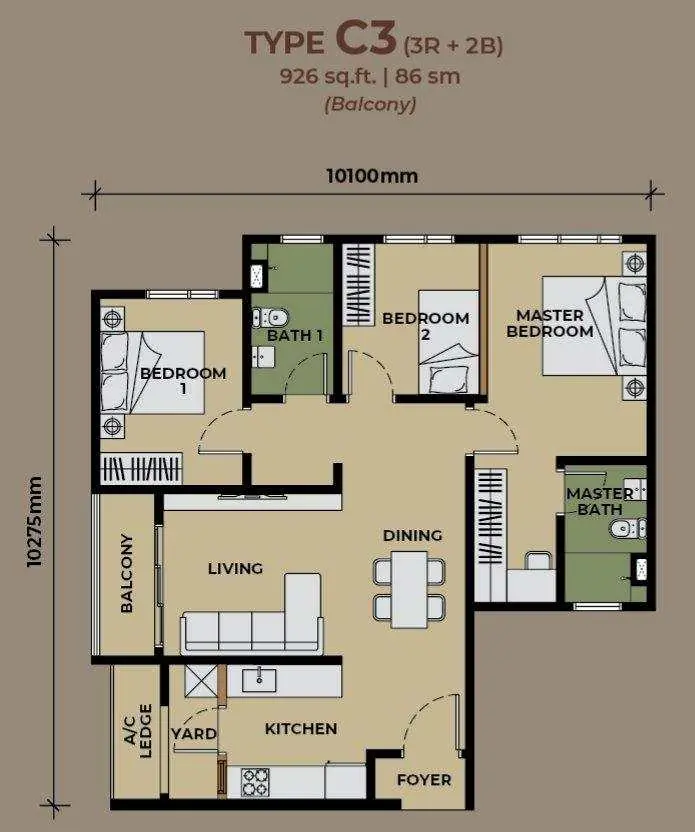 TYPE C3 (3R + 2B)
926 sq.ft. | 86 sm
(Balcony)
10100mm
10275mm
BATH 1
BEDROOM
2
MASTER
BEDROOM
BEDROOM
1
MASTER
BATH
DINING
LIVING
BALCONY
A/C
LEDGE
YARD
KITCHEN
FOYER